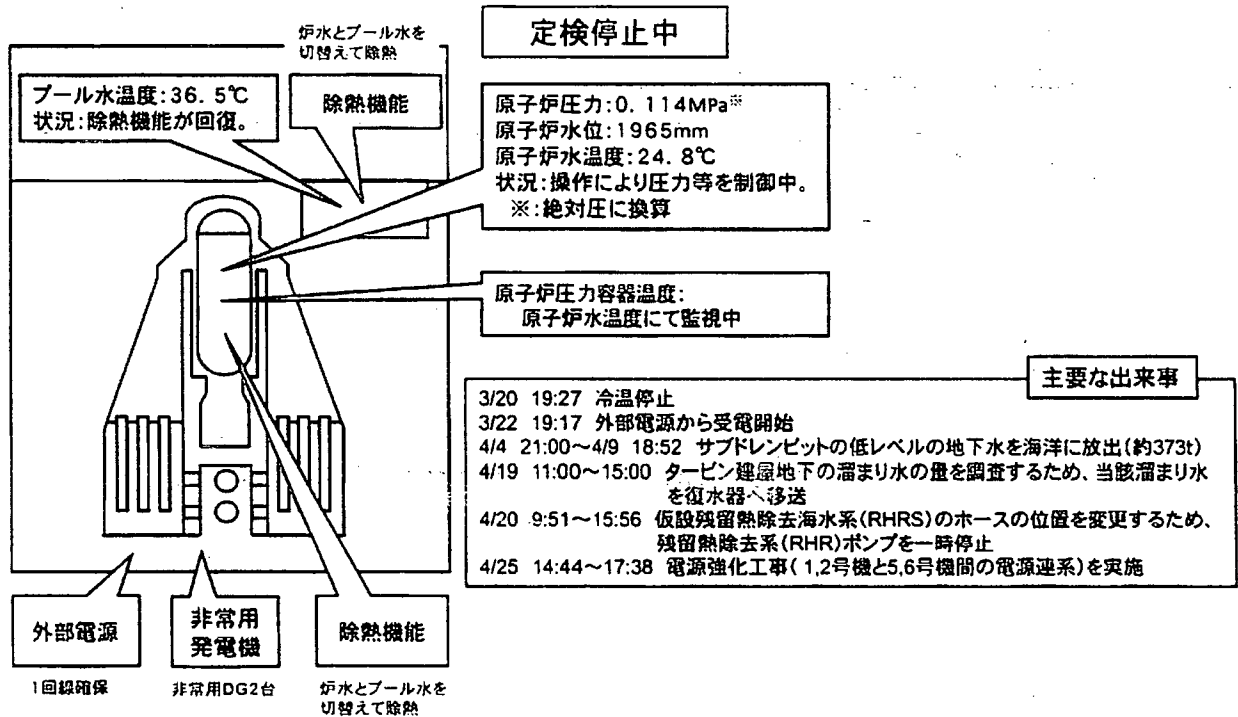 炉水とプール水を
切替えて除熱
定検停止中
プール水温度:36. 5℃
状況:除熱機能が回復。
除熱機能
原子炉圧力:0. 114MPa※
原子炉水位:1965mm
原子炉水温度:24. 8℃
状況:操作により圧力等を制御中。
※:絶対圧に換算
原子炉圧力容器温度:
原子炉水温度にて監視中
主要な出来事
3/20 19:27 冷温停止
3/22 19:17 外部電源から受電開始
4/4 21:00～4/9 18:52 サブドレンピットの低レベルの地下水を海洋に放出(約373t)
4/19 11:00～15:00 タービン建屋地下の溜まり水の量を調査するため、当該溜まり水
を復水器へ移送
4/20 9:51～15:56 仮設残留熱除去海水系(RHRS)のホースの位置を変更するため、
残留熱除去系(RHR)ポンプを一時停止
4/25 14:44～17:38 電源強化工事( 1,2号機と5,6号機間の電源連系)を実施
外部電源
非常用
発電機
除熱機能
1回線確保
非常用DG2台
炉水とプール水を
切替えて除熱